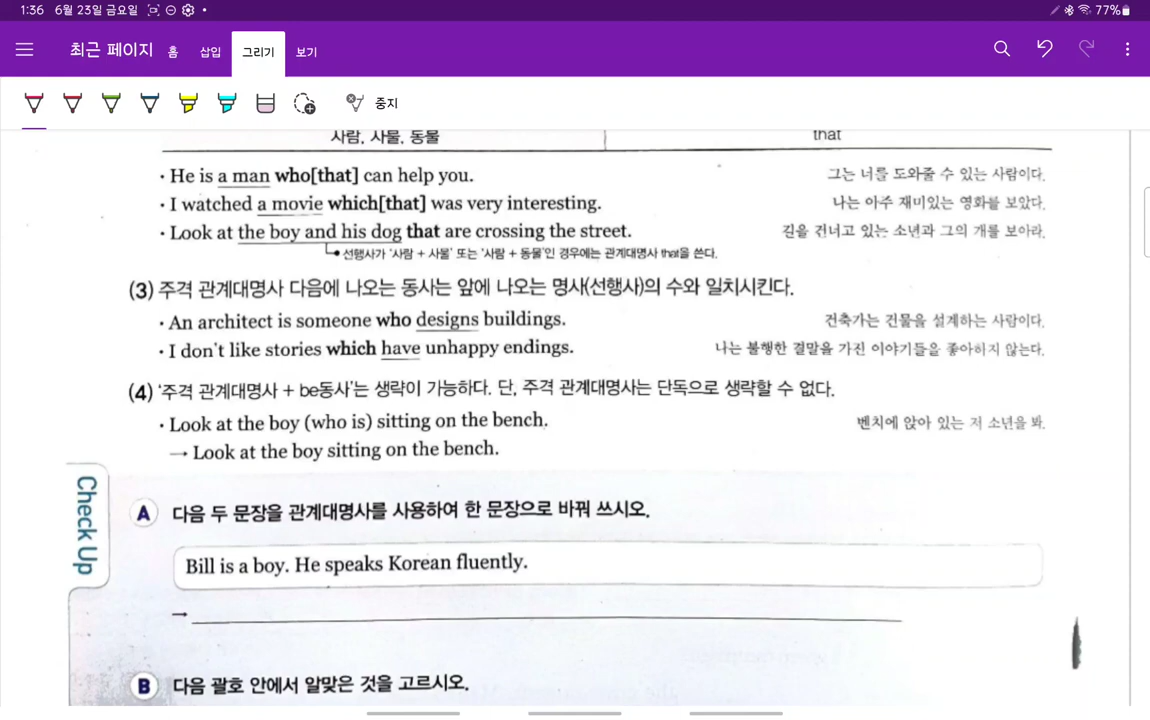 1:36 6월 23일 금요일
77%
최근 페이지 홈 삽입 그리기 보기
중지
사람, 사물, 동물 that
· He is a man who[that] can help you. 그는 너를 도와줄 수 있는 사람이다.
· I watched a movie which[that] was very interesting. 나는 아주 재미있는 영화를 보았다.
· Look at the boy and his dog that are crossing the street. 길을 건너고 있는 소년과 그의 개를 보아라.
선행사가 '사람 + 사물' 또는 '사람 + 동물'인 경우에는 관계대명사 that을 쓴다.
(3) 주격 관계대명사 다음에 나오는 동사는 앞에 나오는 명사(선행사)의 수와 일치시킨다.
· An architect is someone who designs buildings. 건축가는 건물을 설계하는 사람이다.
· I don't like stories which have unhappy endings. 나는 불행한 결말을 가진 이야기들을 좋아하지 않는다.
(4) '주격 관계대명사 + be동사'는 생략이 가능하다. 단, 주격 관계대명사는 단독으로 생략할 수 없다.
· Look at the boy (who is) sitting on the bench. 벤치에 앉아 있는 저 소년을 봐.
→ Look at the boy sitting on the bench.
Check Up
A 다음 두 문장을 관계대명사를 사용하여 한 문장으로 바꿔 쓰시오.
Bill is a boy. He speaks Korean fluently.
→
B 다음 괄호 안에서 알맞은 것을 고르시오.